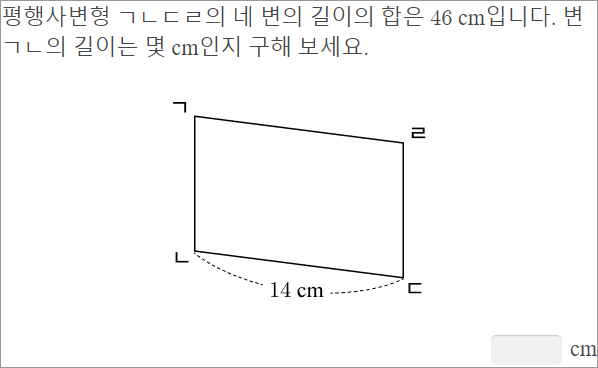 평행사변형 ㄱㄴㄷㄹ의 네 변의 길이의 합은 46 cm입니다. 변
ㄱㄴ의 길이는 몇 cm인지 구해 보세요.
ㄱ
ㄹ
ㄴ
14 cm
ㄷ
cm